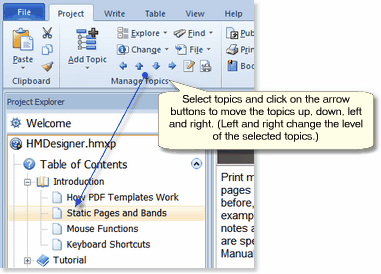 File Project Write Table View
Explore Find Pub
Paste Add Topic Change File
Clipboard Manage Topics
Select topics and click on the arrow
buttons to move the topics up, down, left
and right. (Left and right change the level
of the selected topics.)
Project Explorer
Welcome
HMDesigner.hmxp
Table of Contents
Introduction
How PDF Templates Work
Static Pages and Bands
Mouse Functions
Keyboard Shortcuts
Tutorial
Print m
pages
before,
examp
notes a
are spe
Manua